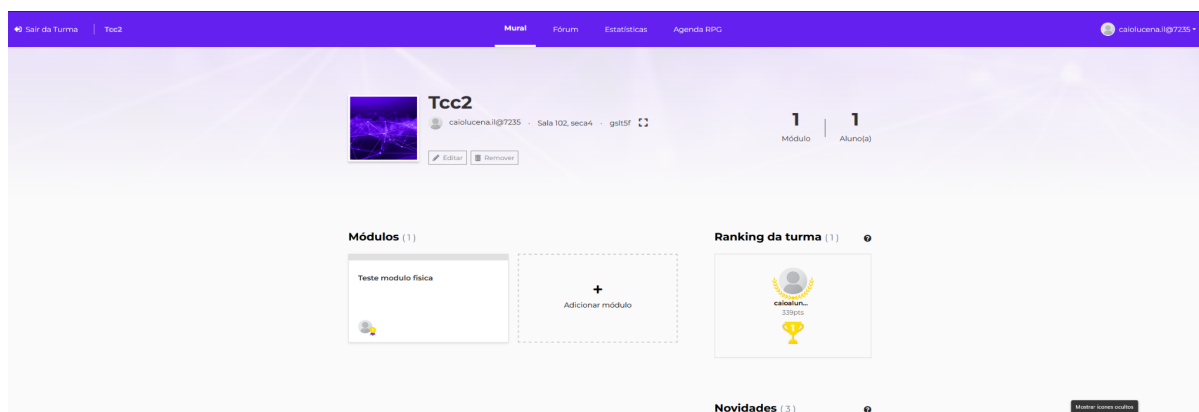 Sair da Turma Tcc2 Mural Fórum Estatísticas Agenda RPG caiolucena.il@7235
Tcc2
caiolucena.il@7235 - Sala 102, seca4 - gslt5f
Editar Remover
1 1
Módulo Aluno(a)
Módulos (1)
Teste modulo fisica
+
Adicionar módulo
Ranking da turma (1)
caioalun...
339pts
1
Novidades (3)
Mostrar ícones ocultos